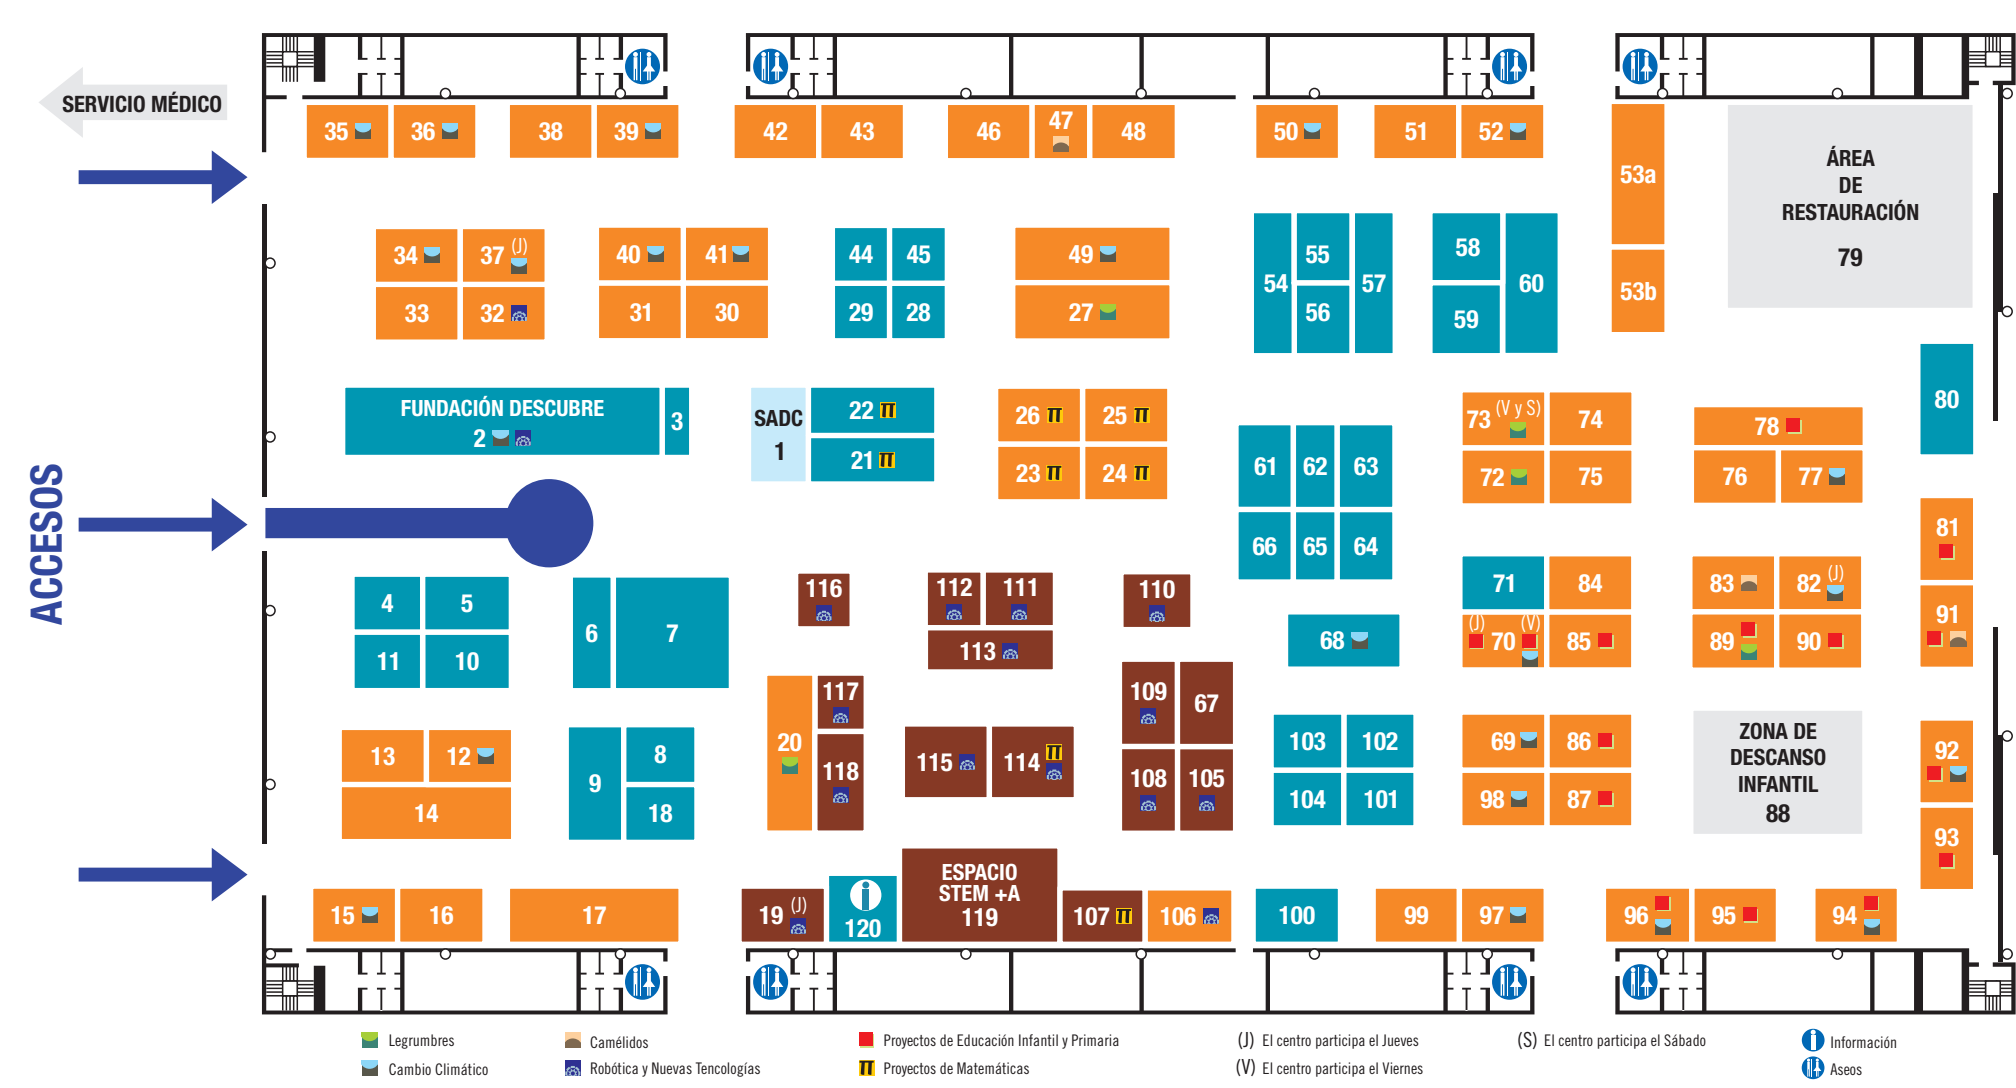 SERVICIO MÉDICO
ACCESOS
35 36 38 39 42 43 46 47 48 50 51 52
53a
53b
ÁREA
DE
RESTAURACIÓN
79
34 37 (J) 40 41 44 45 49
33 32 31 30 29 28 27
54 55 56 57 58 59 60
FUNDACIÓN DESCUBRE
2
3
SADC
1
22
21
26 25
23 24
61 62 63
66 65 64
73 (V y S) 74
72 75
78
76 77
80
81
91
4 5
11 10
6 7
116 112 111 110
113
68
71 84
(J) 70 (V) 85
83 82 (J)
89 90
13 12
14
9 8
18
20 117
118
115 114
109 67
108 105
103 102
104 101
69 86
98 87
ZONA DE
DESCANSO
INFANTIL
88
92
93
15 16 17
19 (J)
120
ESPACIO
STEM +A
119
107 106 100 99 97 96 95 94
Legrumbres
Cambio Climático
Camélidos
Robótica y Nuevas Tencologías
Proyectos de Educación Infantil y Primaria
Proyectos de Matemáticas
(J) El centro participa el Jueves
(V) El centro participa el Viernes
(S) El centro participa el Sábado
Información
Aseos